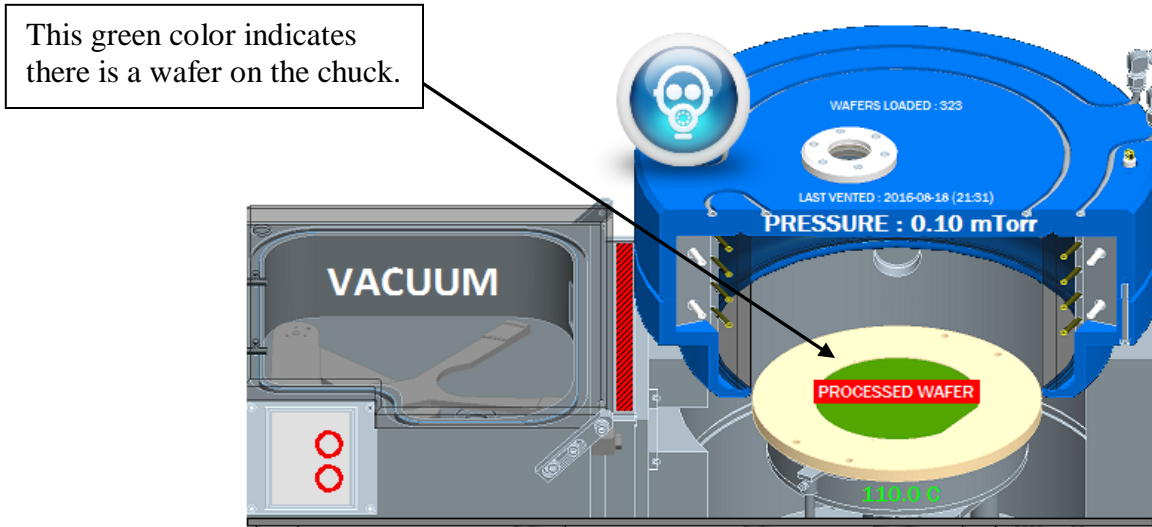 This green color indicates
there is a wafer on the chuck.
WAFERS LOADED : 323
LAST VENTED : 2016-08-18 (21:31)
PRESSURE : 0.10 mTorr
VACUUM
PROCESSED WAFER
110.0 C